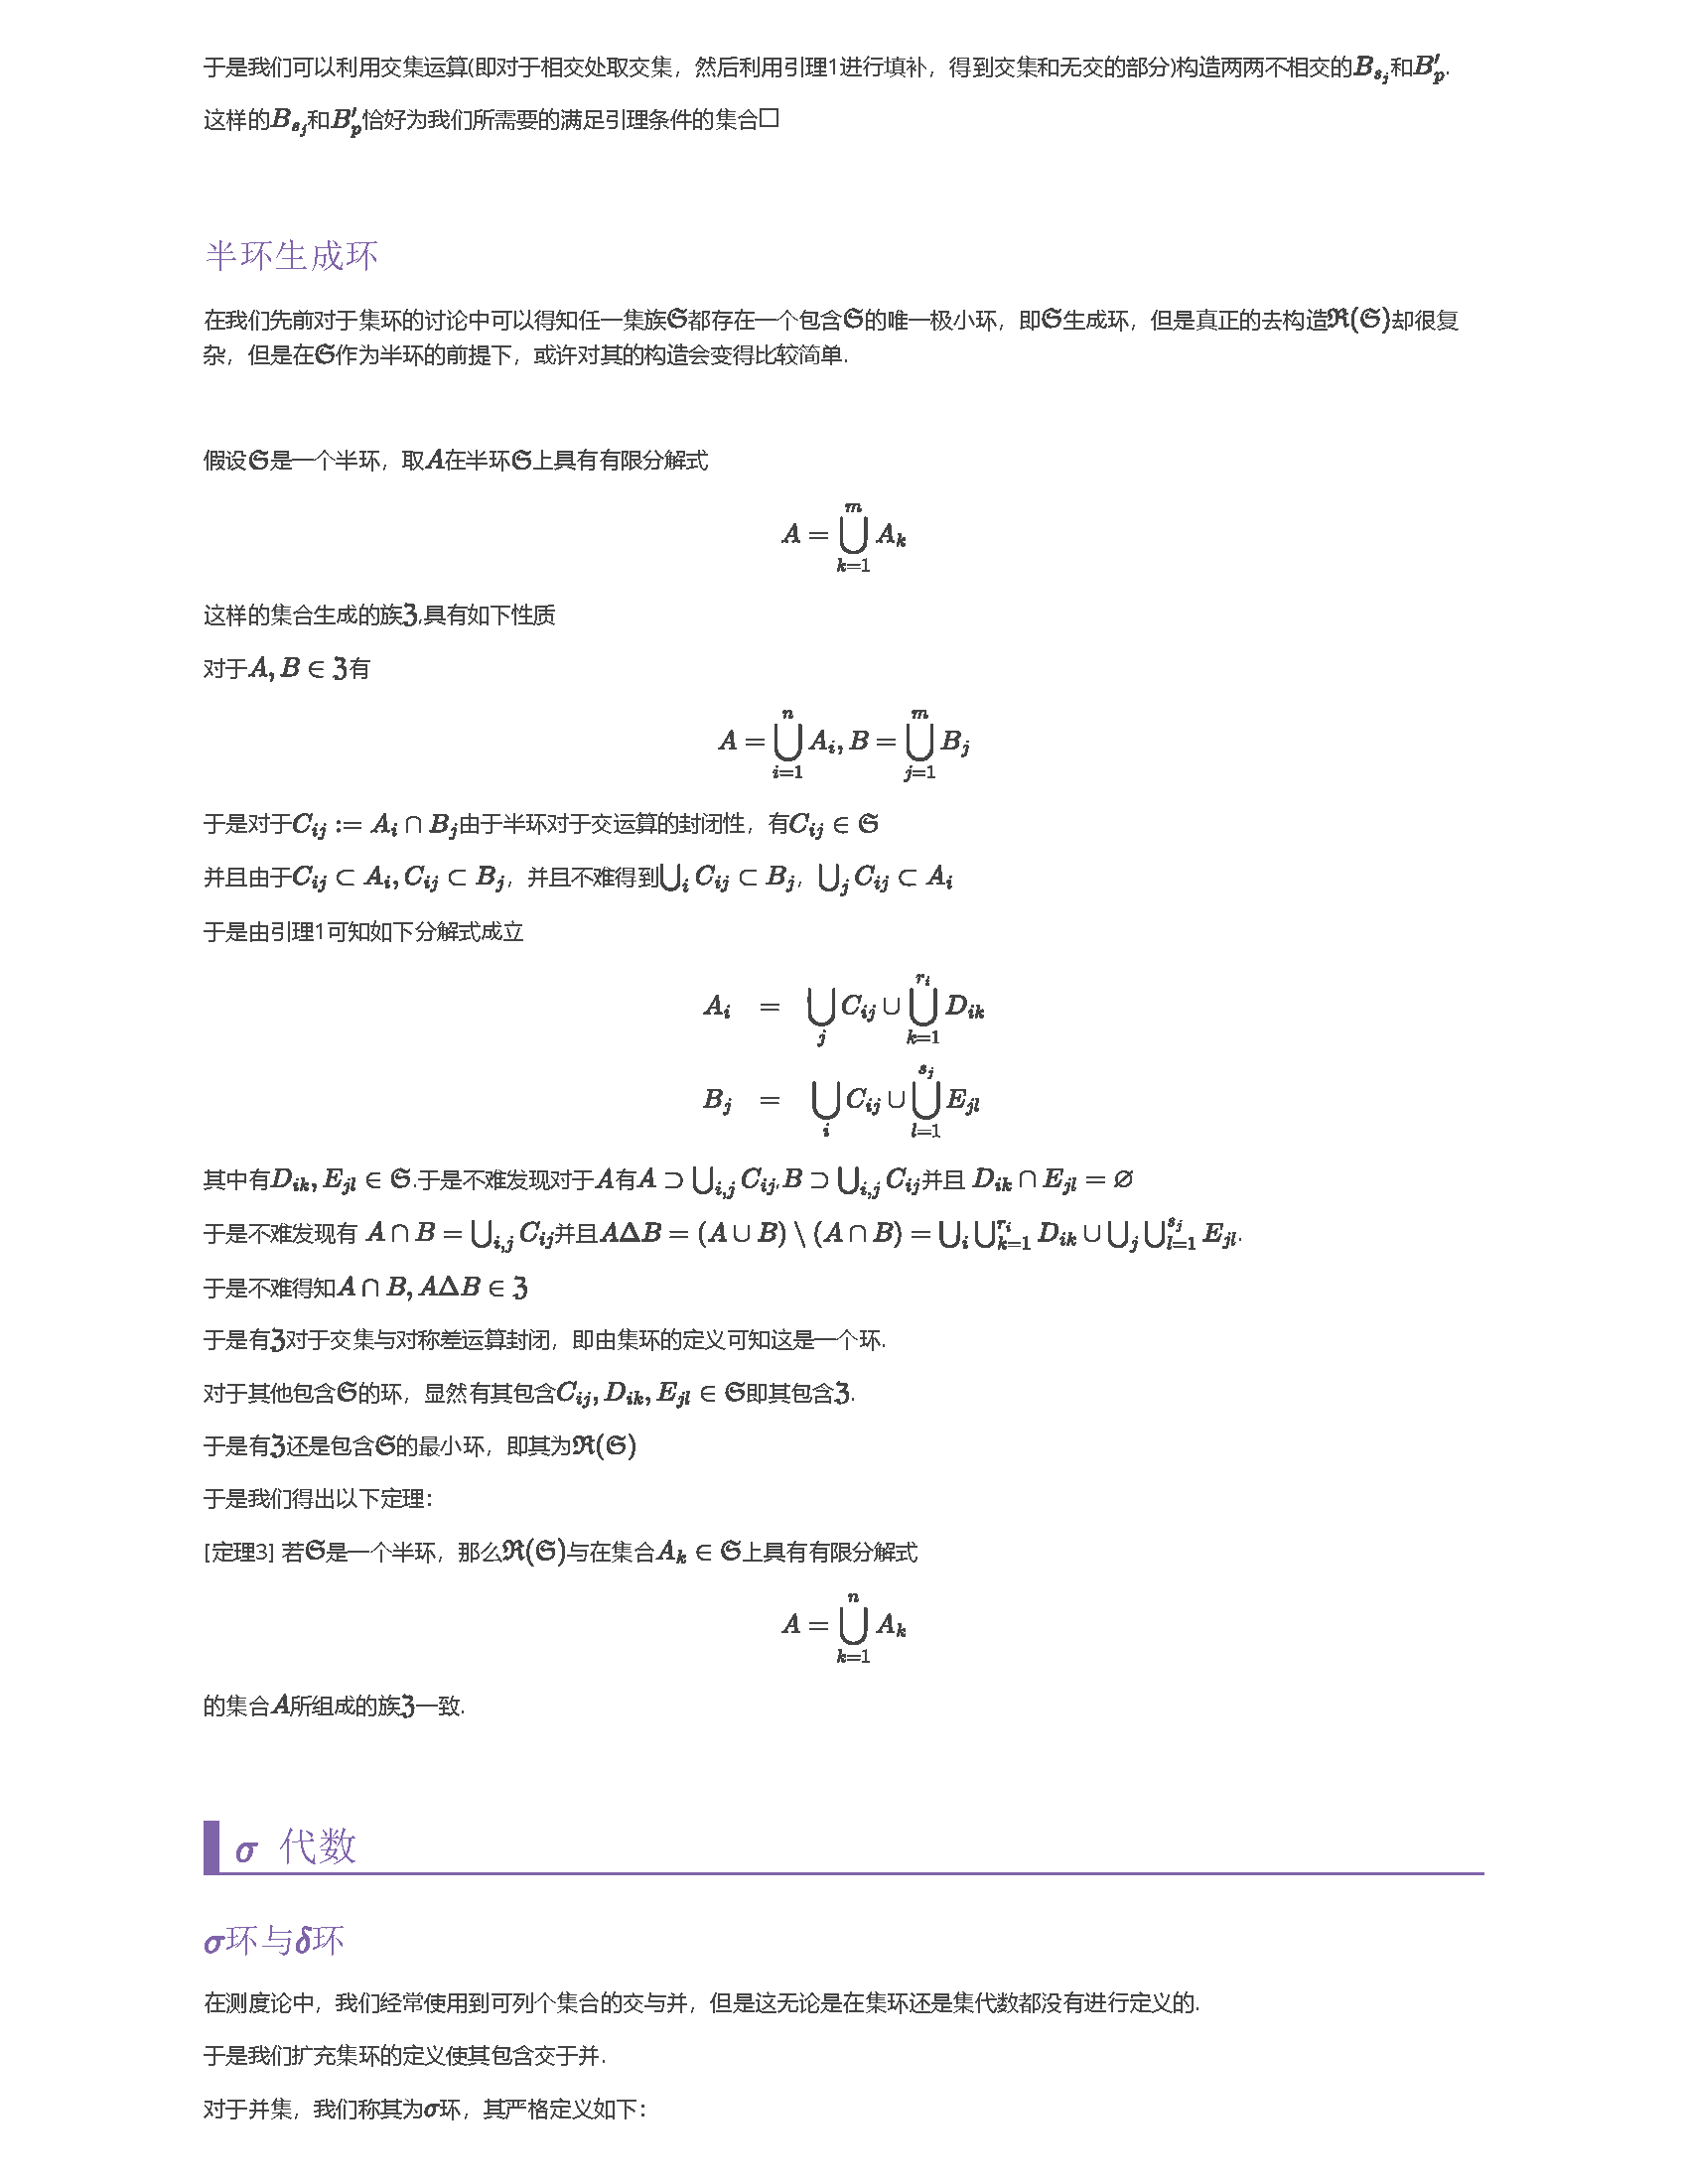 于是我们可以利用交集运算(即对于相交处取交集，然后利用引理1进行填补，得到交集和无交的部分)构造两两不相交的$B_{s_j}$和$B'_p$.
这样的$B_{s_j}$和$B'_p$恰好为我们所需要的满足引理条件的集合□
半环生成环
在我们先前对于集环的讨论中可以得知任一集族$\mathfrak{S}$都存在一个包含$\mathfrak{S}$的唯一极小环，即$\mathfrak{S}$生成环，但是真正的去构造$\mathfrak{R}(\mathfrak{S})$却很复
杂，但是在$\mathfrak{S}$作为半环的前提下，或许对其的构造会变得比较简单.
假设$\mathfrak{S}$是一个半环，取$A$在半环$\mathfrak{S}$上具有有限分解式
$A = \bigcup_{k=1}^{m} A_k$
这样的集合生成的族$\mathfrak{Z}$,具有如下性质
对于$A, B \in \mathfrak{Z}$有
$A = \bigcup_{i=1}^{n} A_i, B = \bigcup_{j=1}^{m} B_j$
于是对于$C_{ij} := A_i \cap B_j$由于半环对于交运算的封闭性，有$C_{ij} \in \mathfrak{S}$
并且由于$C_{ij} \subset A_i, C_{ij} \subset B_j$，并且不难得到$\bigcup_i C_{ij} \subset B_j$，$\bigcup_j C_{ij} \subset A_i$
于是由引理1可知如下分解式成立
$A_i = \bigcup_j C_{ij} \cup \bigcup_{k=1}^{r_i} D_{ik}$
$B_j = \bigcup_i C_{ij} \cup \bigcup_{l=1}^{s_j} E_{jl}$
其中有$D_{ik}, E_{jl} \in \mathfrak{S}$.于是不难发现对于$A$有$A \supset \bigcup_{i,j} C_{ij}$,$B \supset \bigcup_{i,j} C_{ij}$并且 $D_{ik} \cap E_{jl} = \varnothing$
于是不难发现有 $A \cap B = \bigcup_{i,j} C_{ij}$并且$A \Delta B = (A \cup B) \setminus (A \cap B) = \bigcup_i \bigcup_{k=1}^{r_i} D_{ik} \cup \bigcup_j \bigcup_{l=1}^{s_j} E_{jl}$.
于是不难得知$A \cap B, A \Delta B \in \mathfrak{Z}$
于是有$\mathfrak{Z}$对于交集与对称差运算封闭，即由集环的定义可知这是一个环.
对于其他包含$\mathfrak{S}$的环，显然有其包含$C_{ij}, D_{ik}, E_{jl} \in \mathfrak{S}$即其包含$\mathfrak{Z}$.
于是有$\mathfrak{Z}$还是包含$\mathfrak{S}$的最小环，即其为$\mathfrak{R}(\mathfrak{S})$
于是我们得出以下定理：
[定理3] 若$\mathfrak{S}$是一个半环，那么$\mathfrak{R}(\mathfrak{S})$与在集合$A_k \in \mathfrak{S}$上具有有限分解式
$A = \bigcup_{k=1}^{n} A_k$
的集合$A$所组成的族$\mathfrak{Z}$一致.
σ 代数
σ环与δ环
在测度论中，我们经常使用到可列个集合的交与并，但是这无论是在集环还是集代数都没有进行定义的.
于是我们扩充集环的定义使其包含交于并.
对于并集，我们称其为σ环，其严格定义如下：